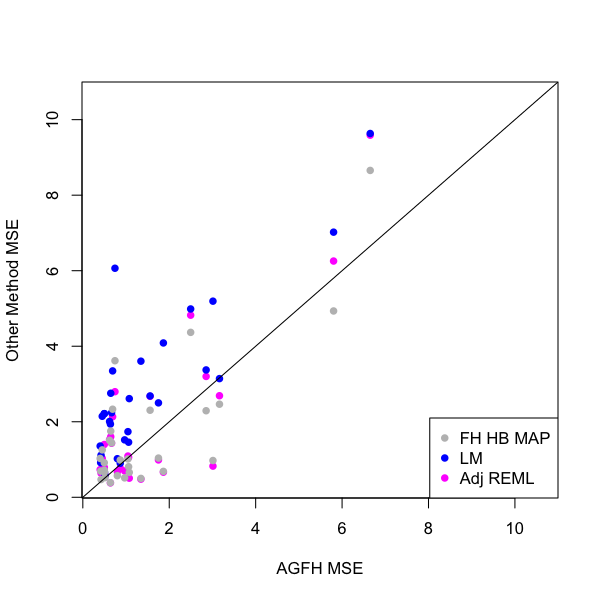 Other Method MSE
10
8
6
4
2
0
FH HB MAP
LM
Adj REML
0 2 4 6 8 10
AGFH MSE